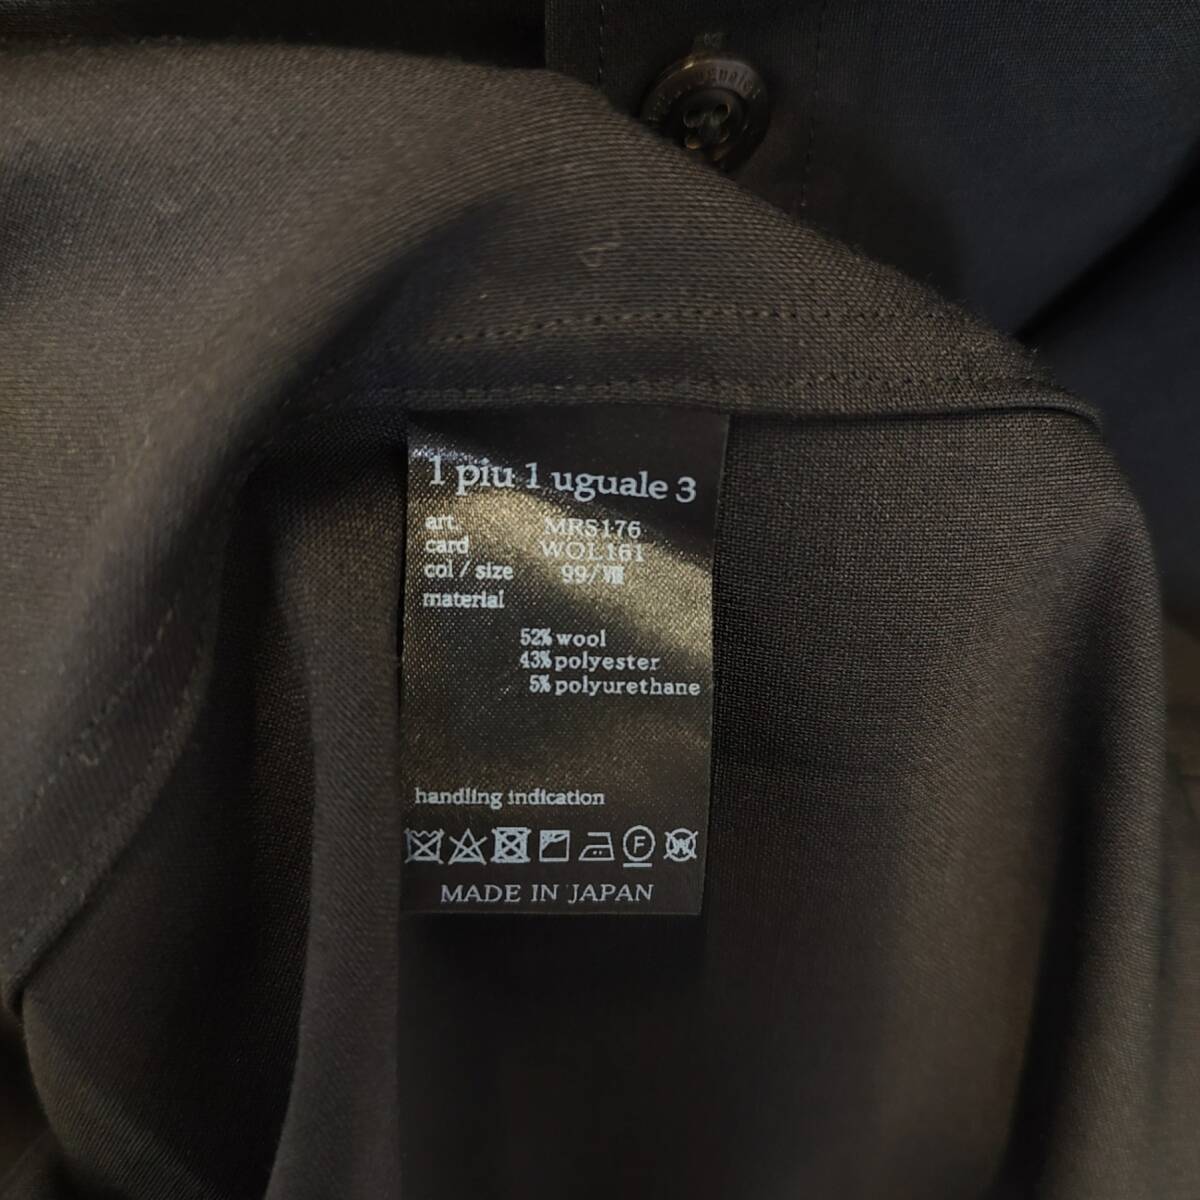 1 piu 1 uguale 3
art. MRS176
card WOL161
col / size 99/Ⅷ
material
52% wool
43% polyester
5% polyurethane
handling indication
F W
MADE IN JAPAN